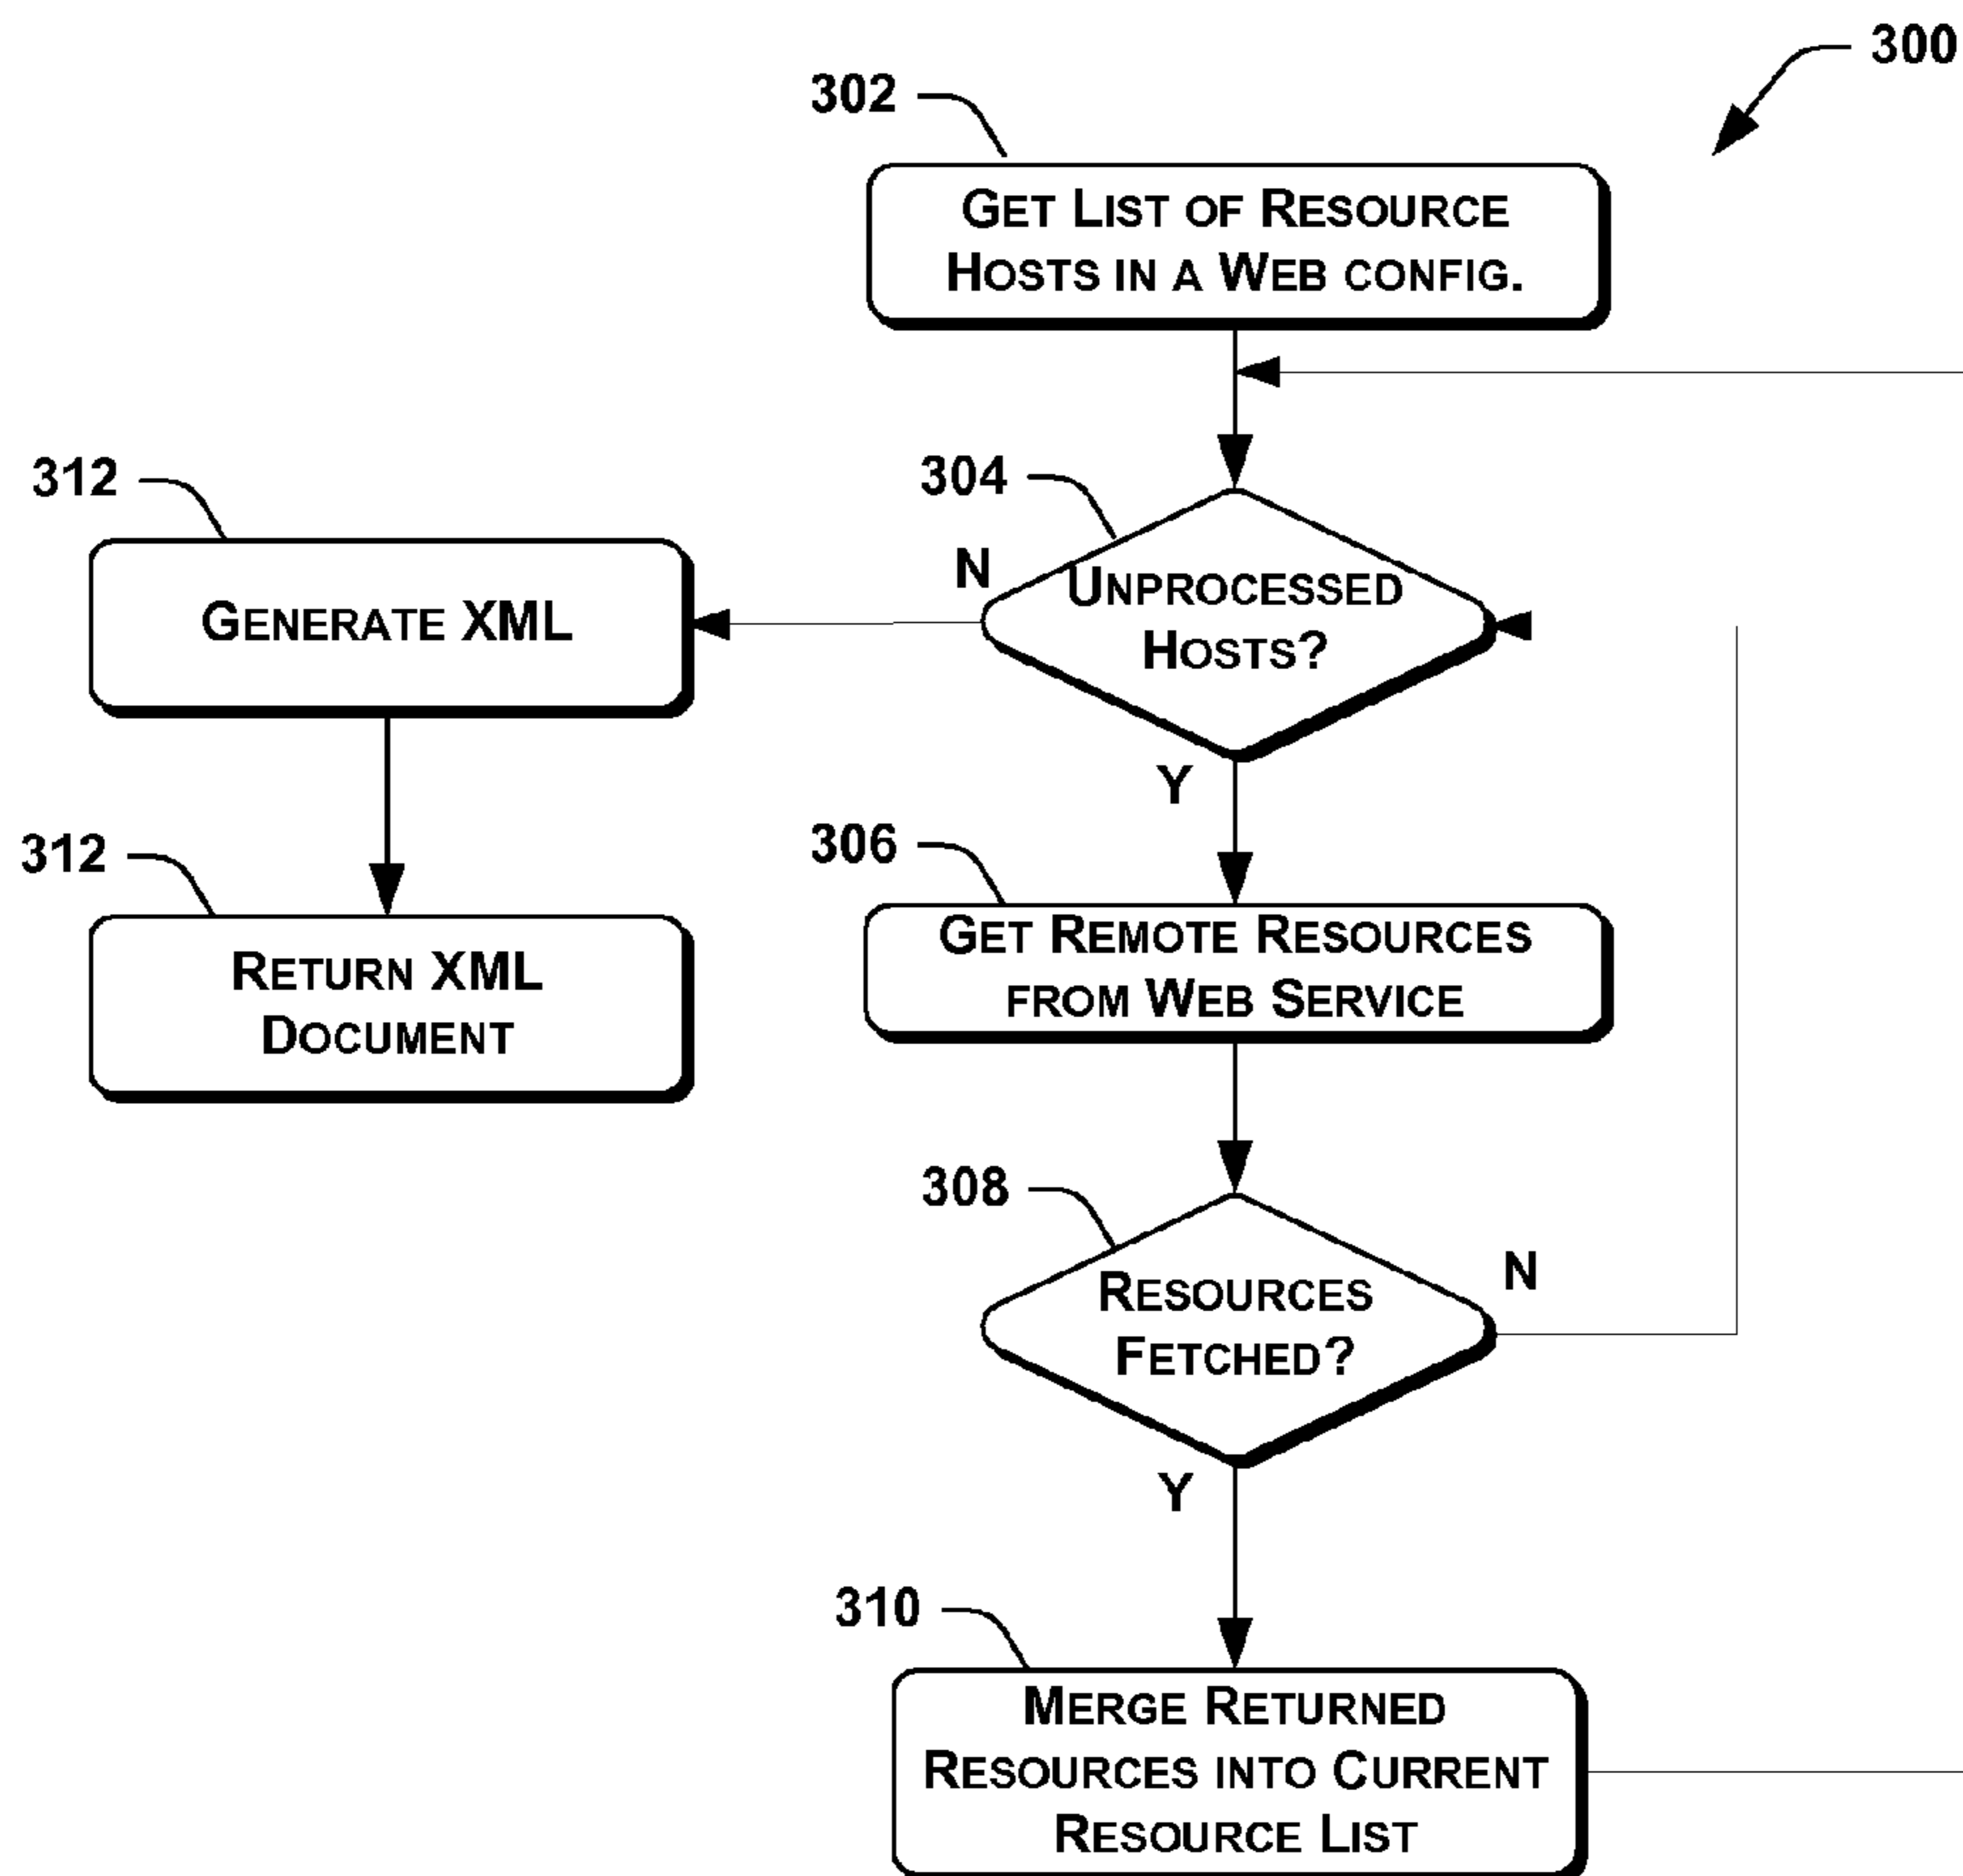 300
302
GET LIST OF RESOURCE
HOSTS IN A WEB CONFIG.
304
N
UNPROCESSED
HOSTS?
Y
312
GENERATE XML
312
RETURN XML
DOCUMENT
306
GET REMOTE RESOURCES
FROM WEB SERVICE
308
RESOURCES
FETCHED?
N
Y
310
MERGE RETURNED
RESOURCES INTO CURRENT
RESOURCE LIST